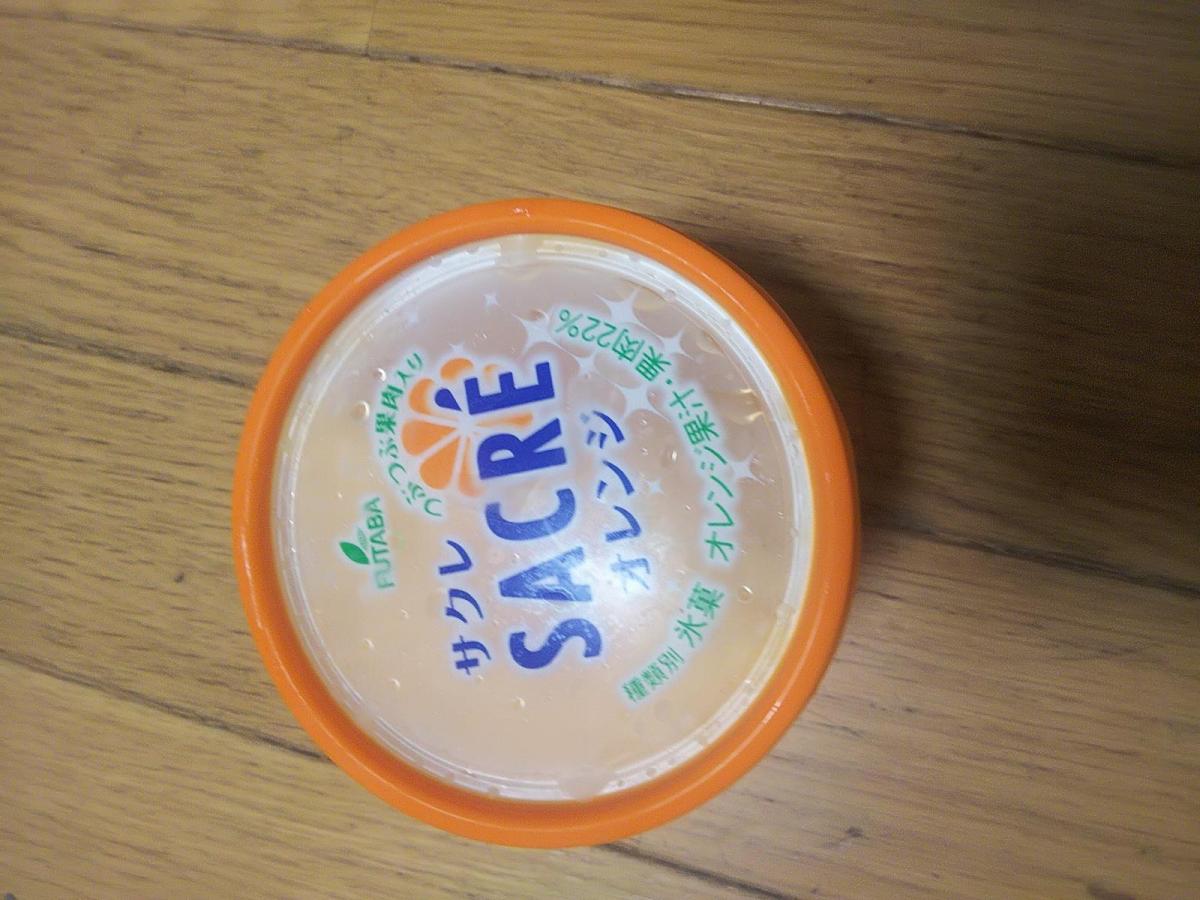 FUTABA
つぶつぶ果肉入り
サクレ
SACRE
オレンジ
種類別 氷菓
オレンジ果汁・果肉22%